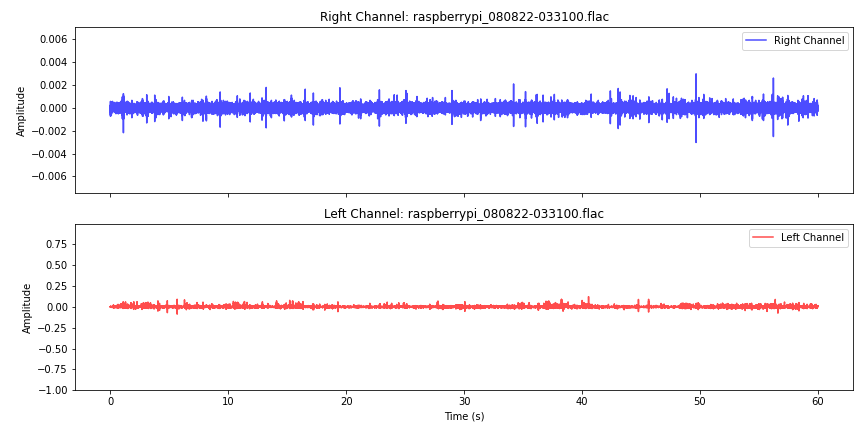 Right Channel: raspberrypi_080822-033100.flac
Right Channel
Amplitude
0.006
0.004
0.002
0.000
−0.002
−0.004
−0.006
Left Channel: raspberrypi_080822-033100.flac
Left Channel
Amplitude
0.75
0.50
0.25
0.00
−0.25
−0.50
−0.75
−1.00
0 10 20 30 40 50 60
Time (s)